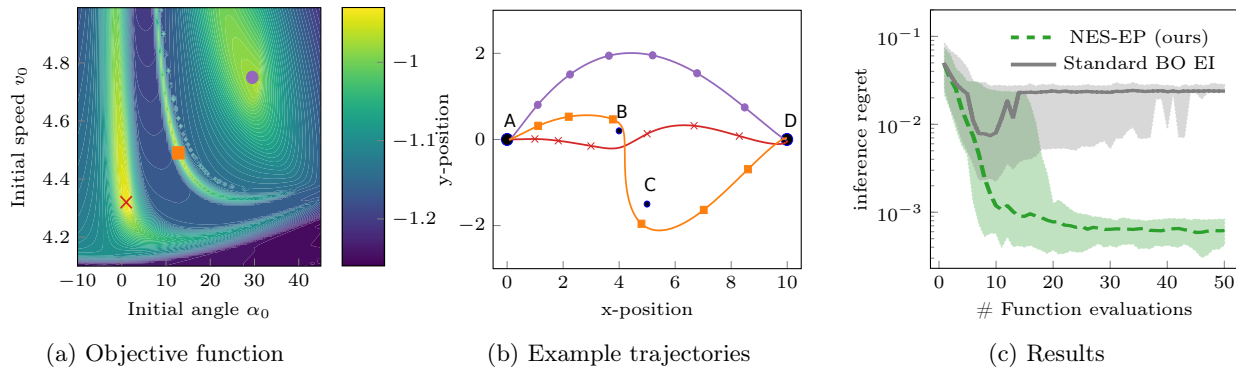 Initial speed v₀
4.8
4.6
4.4
4.2
−10
0
10
20
30
40
Initial angle α₀
−1
−1.1
−1.2
(a) Objective function
y-position
2
0
−2
A
B
C
D
0
2
4
6
8
10
x-position
(b) Example trajectories
inference regret
10⁻¹
10⁻²
10⁻³
NES-EP (ours)
Standard BO EI
0
10
20
30
40
50
# Function evaluations
(c) Results